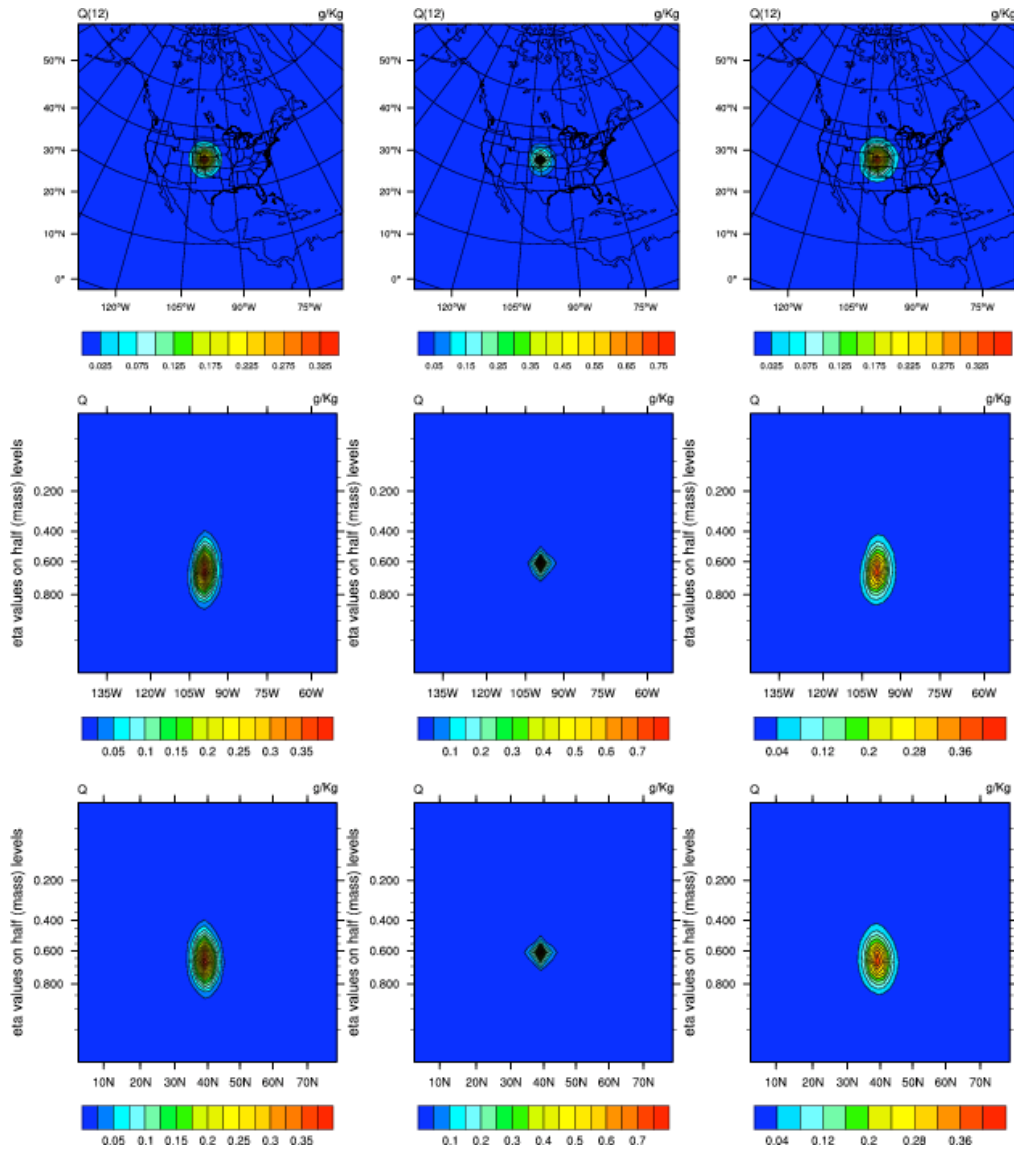 Q(12) g/Kg Q(12) g/Kg Q(12) g/Kg
50°N 50°N 50°N
40°N 40°N 40°N
30°N 30°N 30°N
20°N 20°N 20°N
10°N 10°N 10°N
0° 0° 0°
120°W 105°W 90°W 75°W 120°W 105°W 90°W 75°W 120°W 105°W 90°W 75°W
0.025 0.075 0.125 0.175 0.225 0.275 0.325 0.05 0.15 0.25 0.35 0.45 0.55 0.65 0.75 0.025 0.075 0.125 0.175 0.225 0.275 0.325
Q g/Kg Q g/Kg Q g/Kg
eta values on half (mass) levels eta values on half (mass) levels eta values on half (mass) levels
0.200 0.200 0.200
0.400 0.400 0.400
0.600 0.600 0.600
0.800 0.800 0.800
135W 120W 105W 90W 75W 60W 135W 120W 105W 90W 75W 60W 135W 120W 105W 90W 75W 60W
0.05 0.1 0.15 0.2 0.25 0.3 0.35 0.1 0.2 0.3 0.4 0.5 0.6 0.7 0.04 0.12 0.2 0.28 0.36
Q g/Kg Q g/Kg Q g/Kg
eta values on half (mass) levels eta values on half (mass) levels eta values on half (mass) levels
0.200 0.200 0.200
0.400 0.400 0.400
0.600 0.600 0.600
0.800 0.800 0.800
10N 20N 30N 40N 50N 60N 70N 10N 20N 30N 40N 50N 60N 70N 10N 20N 30N 40N 50N 60N 70N
0.05 0.1 0.15 0.2 0.25 0.3 0.35 0.1 0.2 0.3 0.4 0.5 0.6 0.7 0.04 0.12 0.2 0.28 0.36